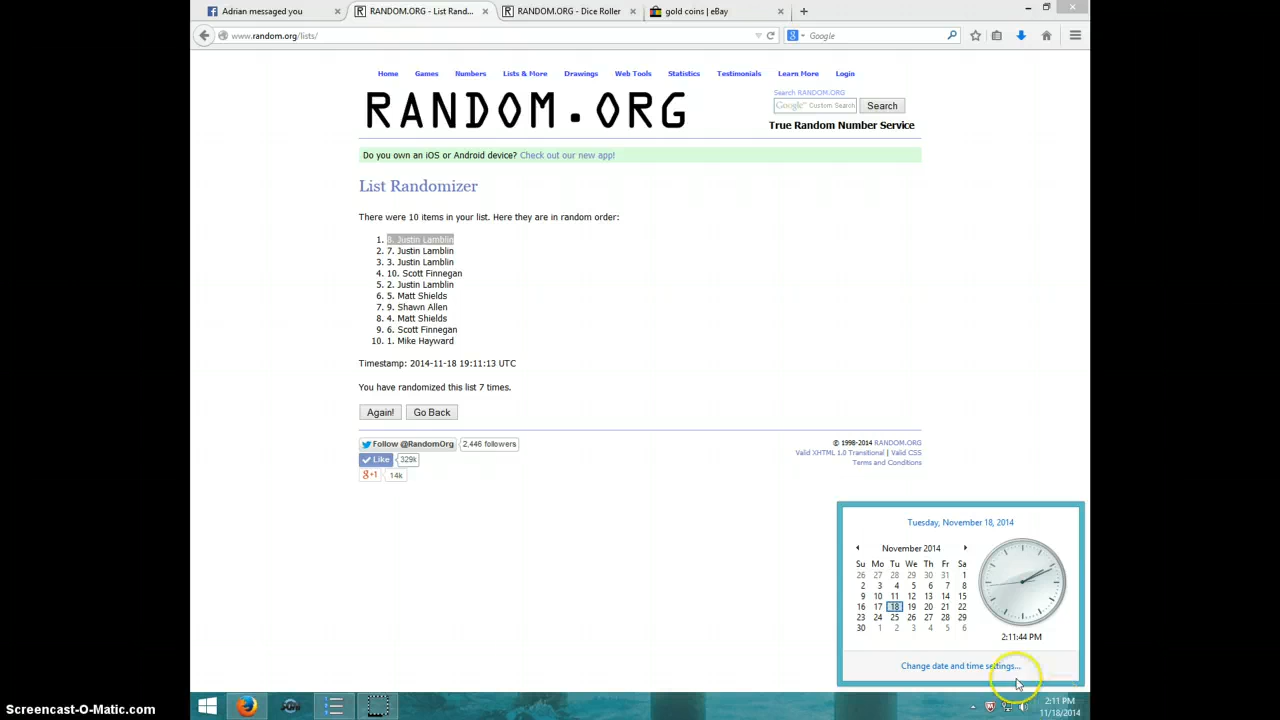 Adrian messaged you
RANDOM.ORG - List Rand...
RANDOM.ORG - Dice Roller
gold coins | eBay
www.random.org/lists/
Google
Home Games Numbers Lists & More Drawings Web Tools Statistics Testimonials Learn More Login
RANDOM.ORG
Search RANDOM.ORG
Google™ Custom Search Search
True Random Number Service
Do you own an iOS or Android device? Check out our new app!
List Randomizer
There were 10 items in your list. Here they are in random order:
1. 8. Justin Lamblin
2. 7. Justin Lamblin
3. 3. Justin Lamblin
4. 10. Scott Finnegan
5. 2. Justin Lamblin
6. 5. Matt Shields
7. 9. Shawn Allen
8. 4. Matt Shields
9. 6. Scott Finnegan
10. 1. Mike Hayward
Timestamp: 2014-11-18 19:11:13 UTC
You have randomized this list 7 times.
Again! Go Back
Follow @RandomOrg 2,446 followers
Like 329k
g+1 14k
© 1998-2014 RANDOM.ORG
Valid XHTML 1.0 Transitional | Valid CSS
Terms and Conditions
Tuesday, November 18, 2014
November 2014
Su Mo Tu We Th Fr Sa
26 27 28 29 30 31 1
2 3 4 5 6 7 8
9 10 11 12 13 14 15
16 17 18 19 20 21 22
23 24 25 26 27 28 29
30 1 2 3 4 5 6
2:11:44 PM
Change date and time settings...
2:11 PM
11/18/2014
Screencast-O-Matic.com